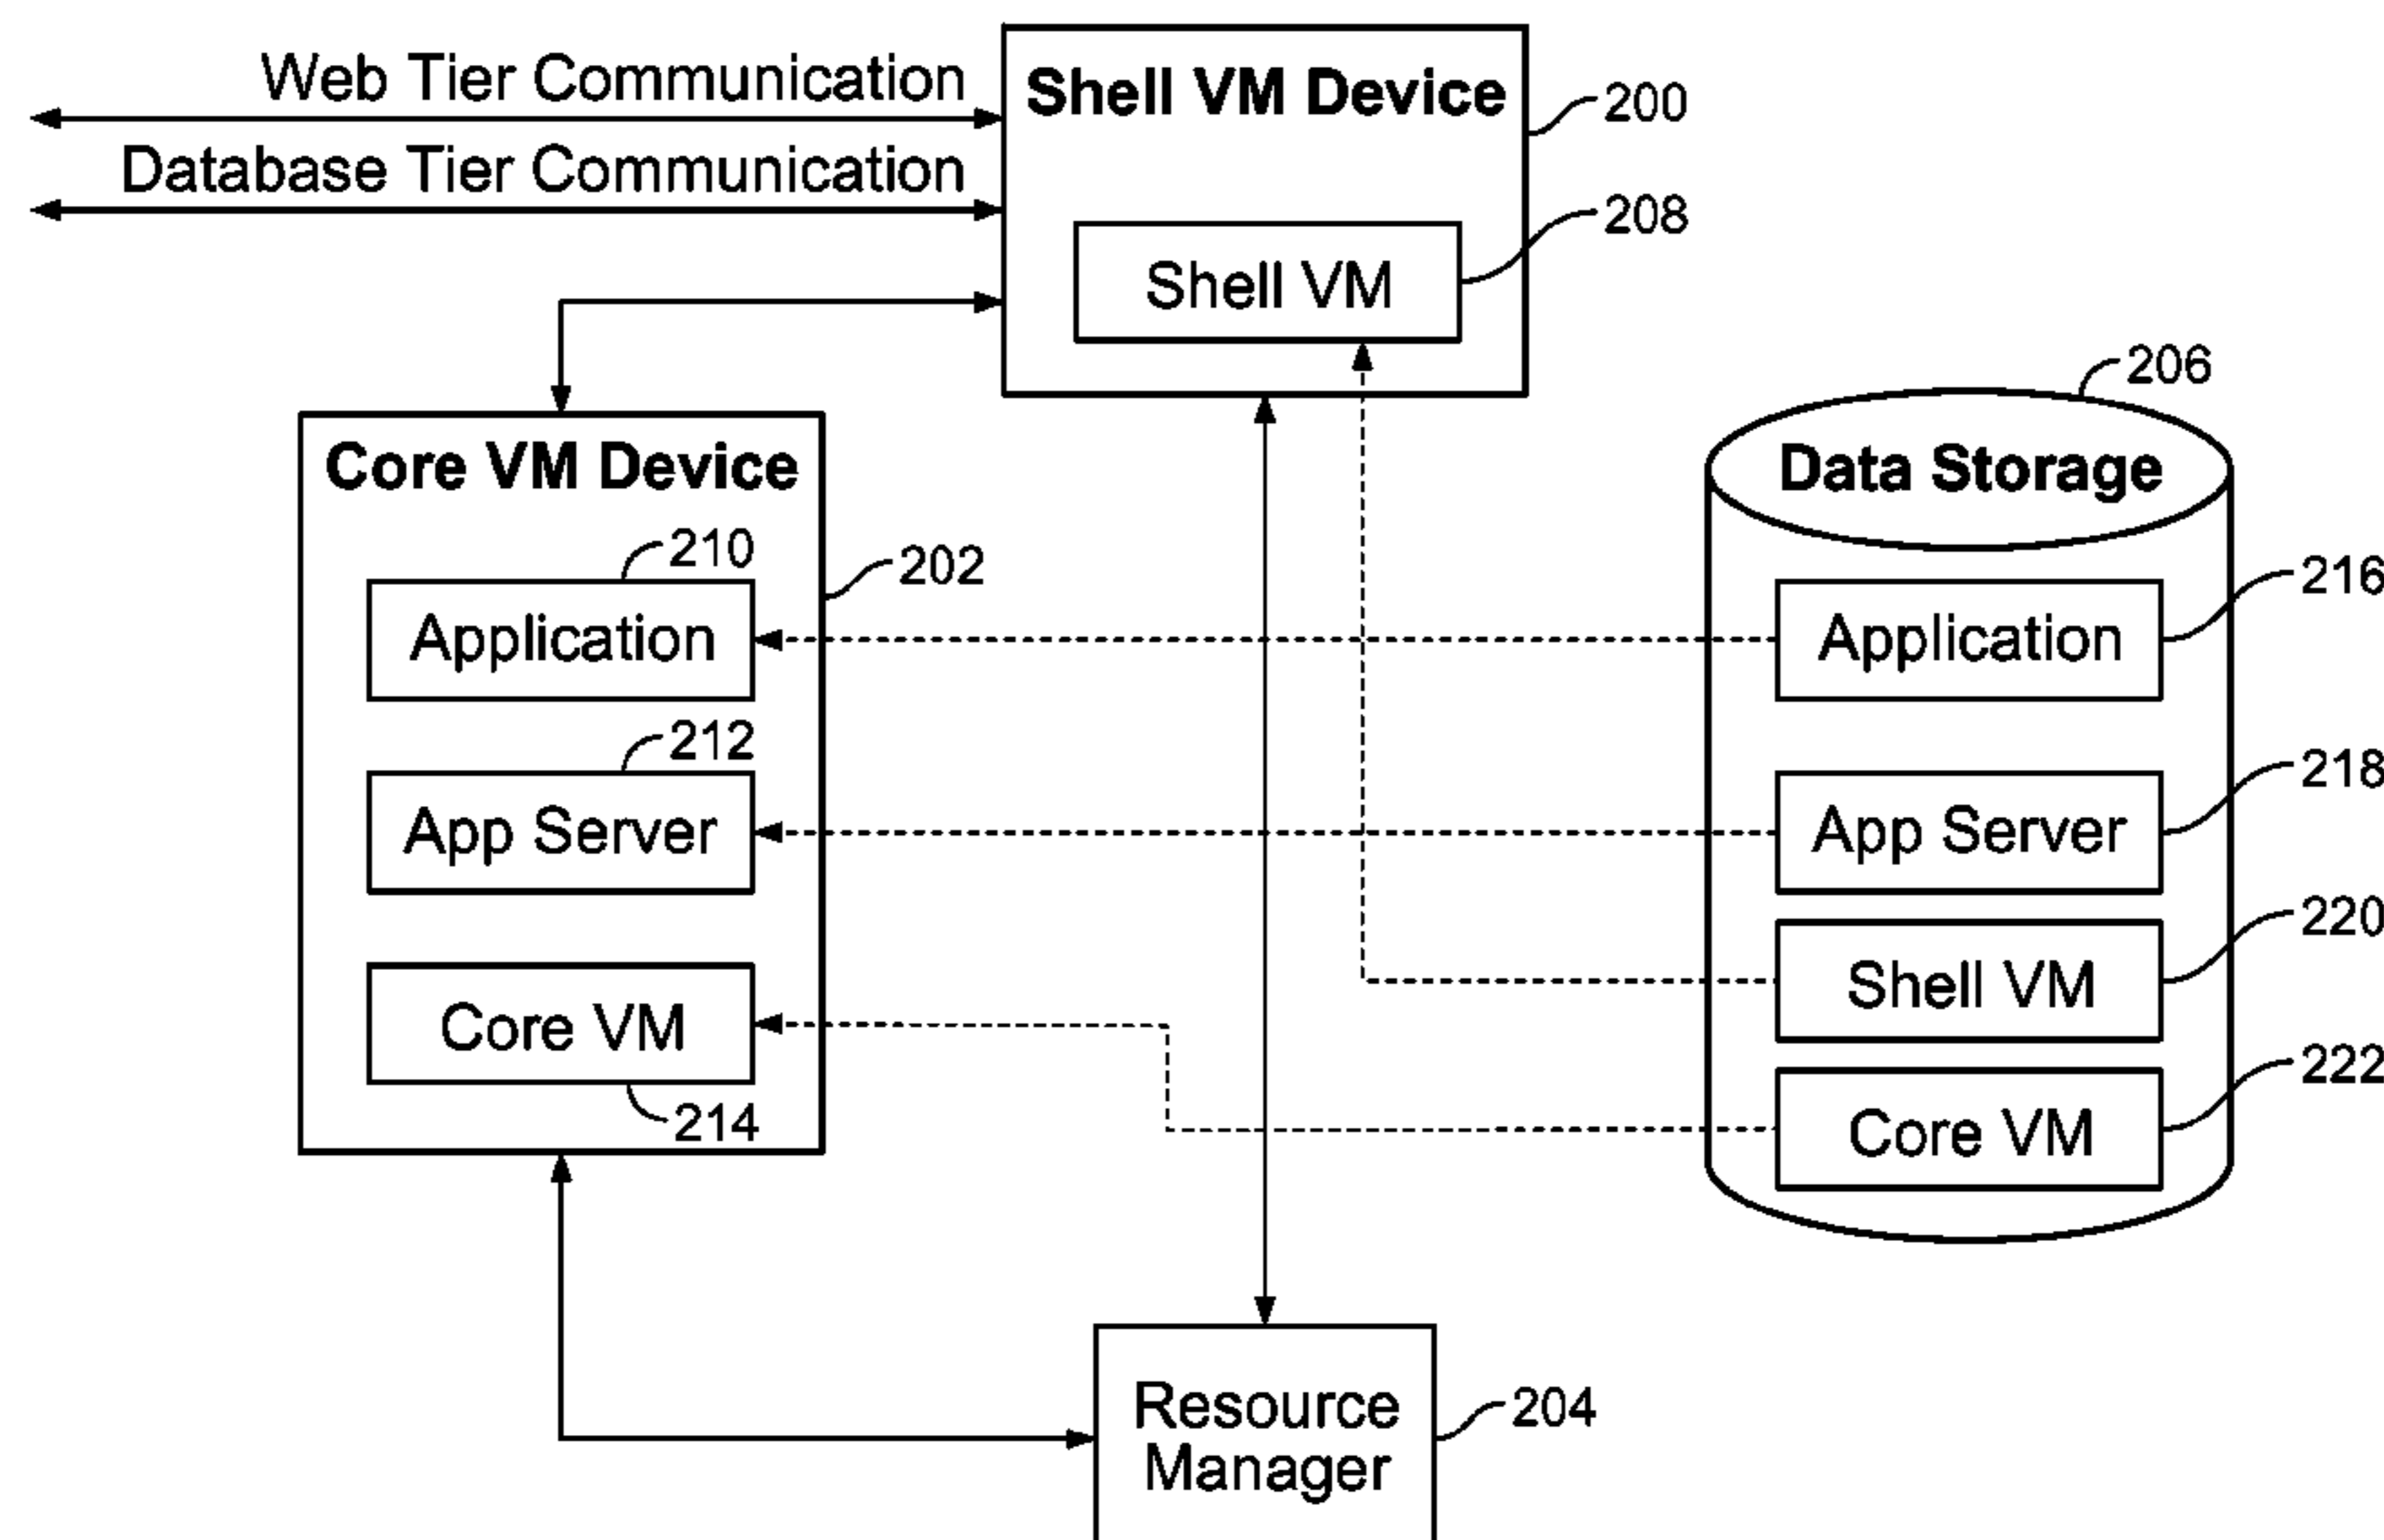 Web Tier Communication
Database Tier Communication
Shell VM Device
200
208
Shell VM
206
Data Storage
Core VM Device
210
202
Application
216
Application
212
App Server
218
App Server
220
Shell VM
Core VM
214
222
Core VM
Resource
Manager
204